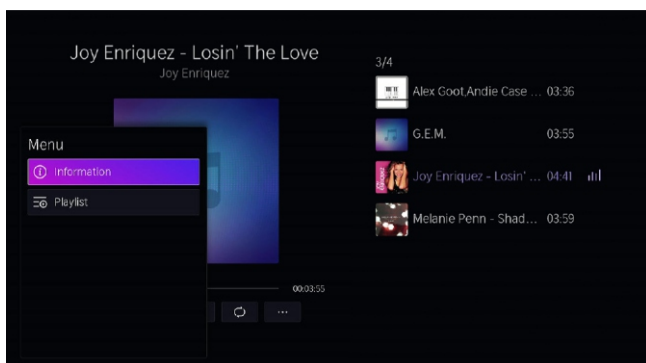 Joy Enriquez - Losin' The Love
Joy Enriquez
Menu
Information
Playlist
00:03:55
3/4
Alex Goot,Andie Case ... 03:36
G.E.M. 03:55
Joy Enriquez - Losin' ... 04:41
Melanie Penn - Shad... 03:59